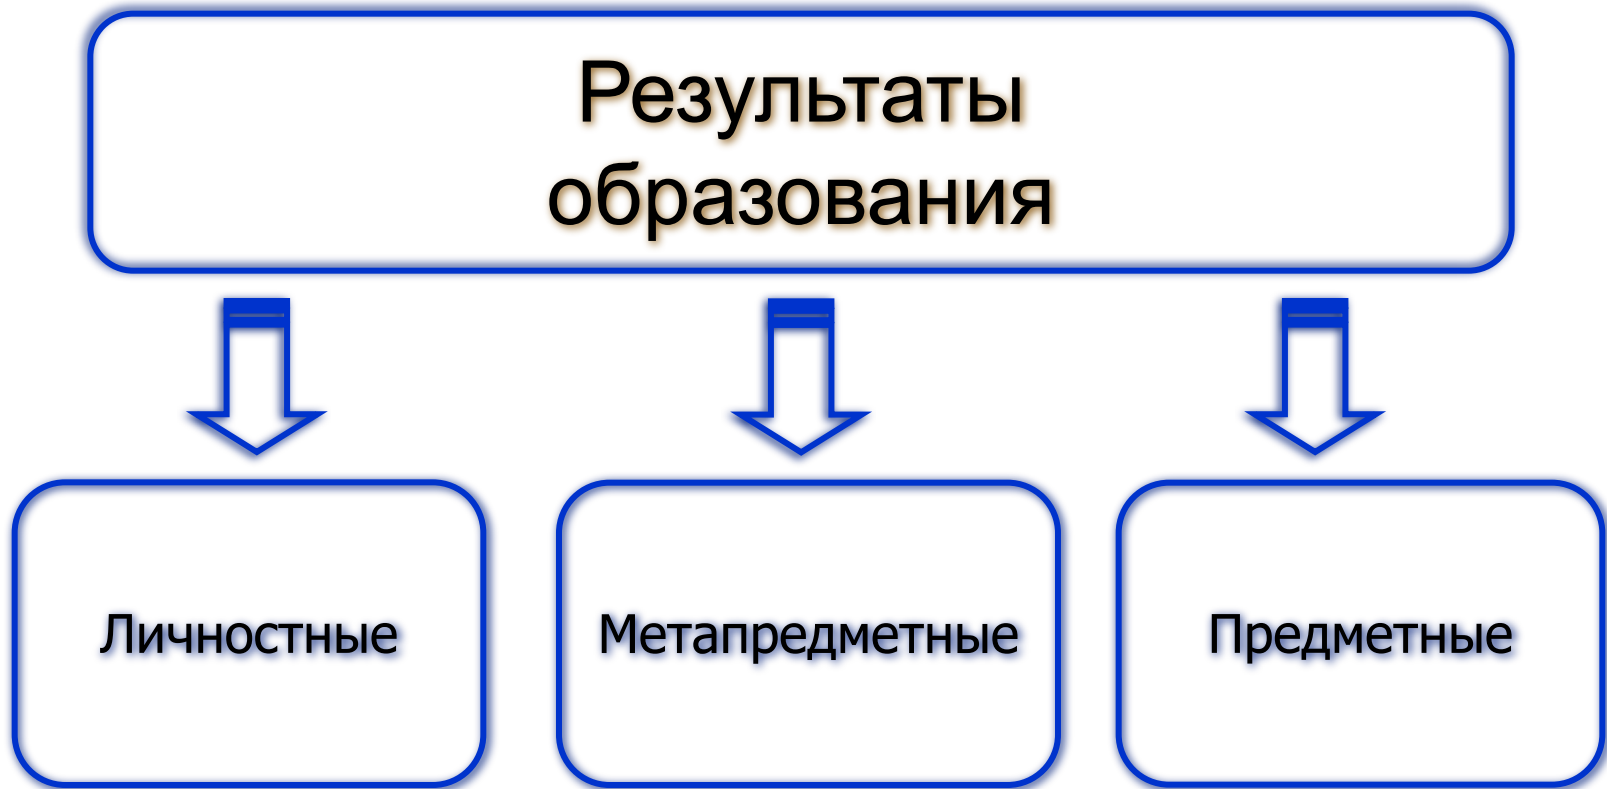 Результаты
образования
Личностные
Метапредметные
Предметные